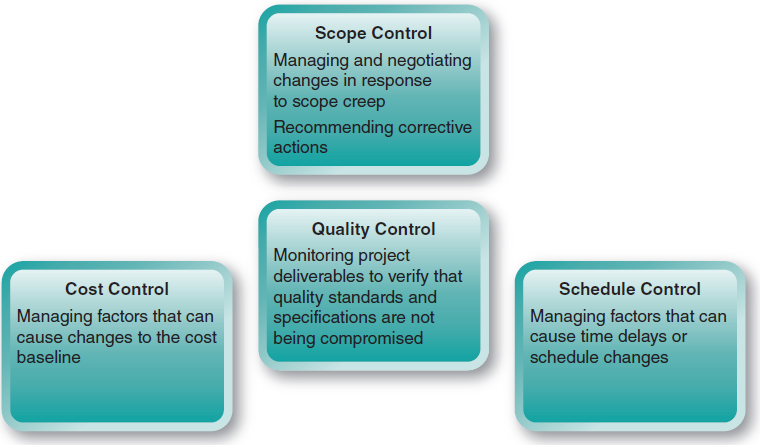 Scope Control
Managing and negotiating
changes in response
to scope creep
Recommending corrective
actions
Quality Control
Monitoring project
deliverables to verify that
quality standards and
specifications are not
being compromised
Cost Control
Managing factors that can
cause changes to the cost
baseline
Schedule Control
Managing factors that can
cause time delays or
schedule changes